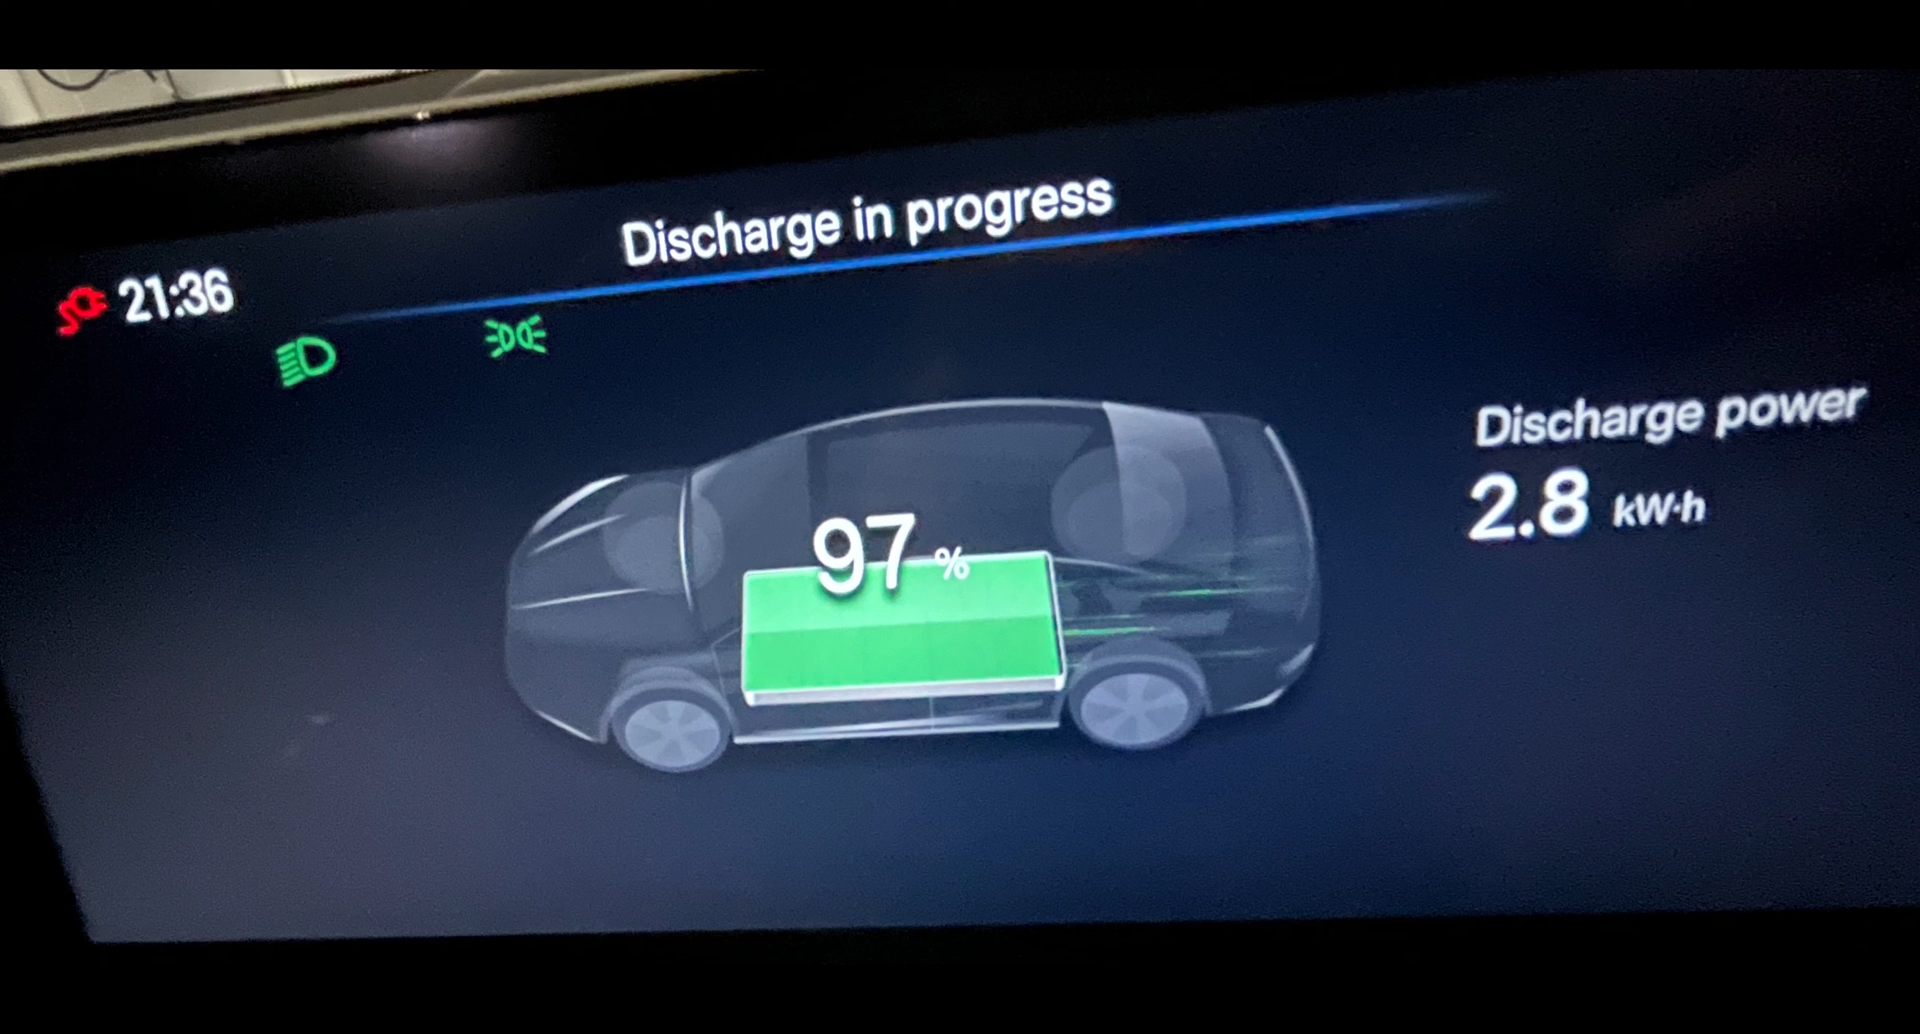 Discharge in progress
21:36
Discharge power
2.8 kW·h
97 %